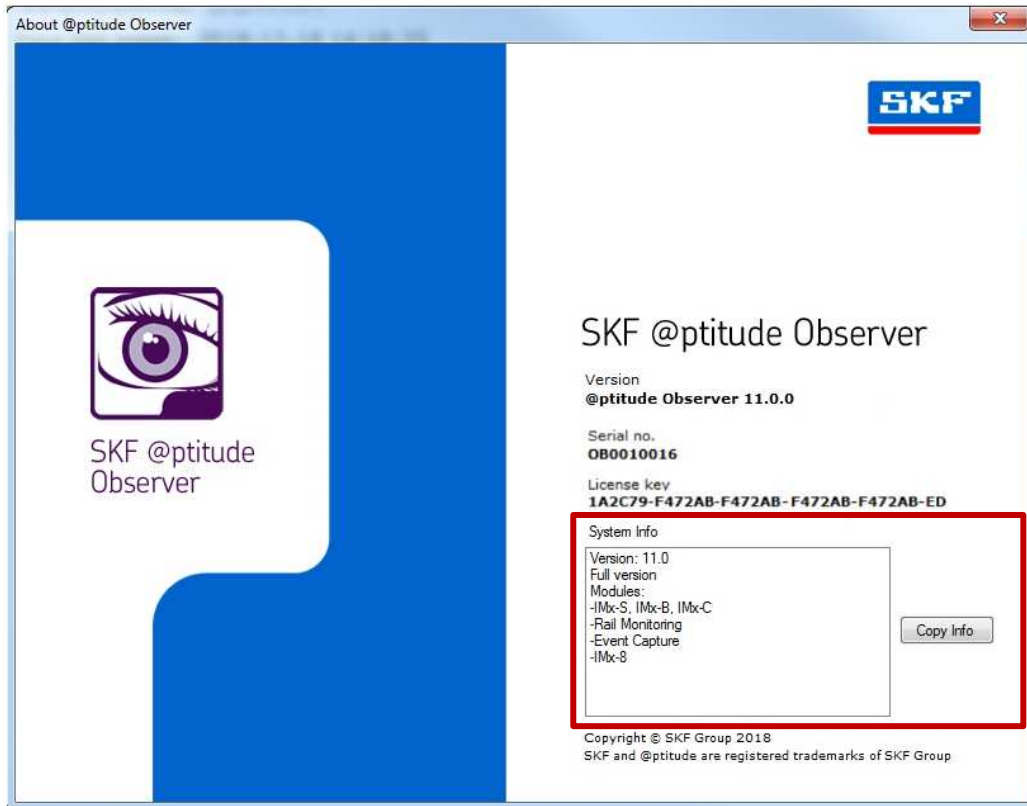 About @ptitude Observer
SKF
SKF @ptitude
Observer
SKF @ptitude Observer
Version
@ptitude Observer 11.0.0
Serial no.
OB0010016
License key
1A2C79-F472AB-F472AB-F472AB-F472AB-ED
System Info
Version: 11.0
Full version
Modules:
-IMx-S, IMx-B, IMx-C
-Rail Monitoring
-Event Capture
-IMx-8
Copy Info
Copyright © SKF Group 2018
SKF and @ptitude are registered trademarks of SKF Group